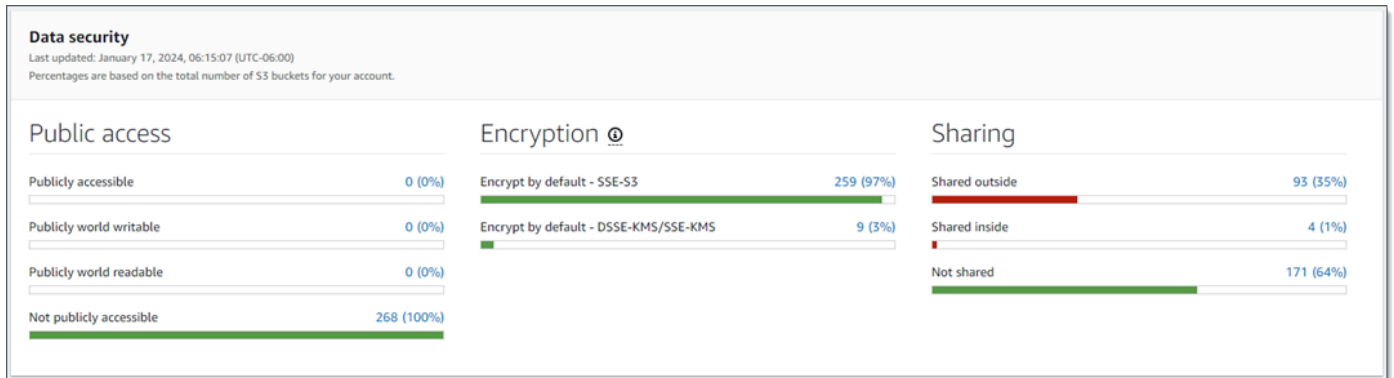 Data security
Last updated: January 17, 2024, 06:15:07 (UTC-06:00)
Percentages are based on the total number of S3 buckets for your account.
Public access
Publicly accessible 0 (0%)
Publicly world writable 0 (0%)
Publicly world readable 0 (0%)
Not publicly accessible 268 (100%)
Encryption
Encrypt by default - SSE-S3 259 (97%)
Encrypt by default - DSSE-KMS/SSE-KMS 9 (3%)
Sharing
Shared outside 93 (35%)
Shared inside 4 (1%)
Not shared 171 (64%)